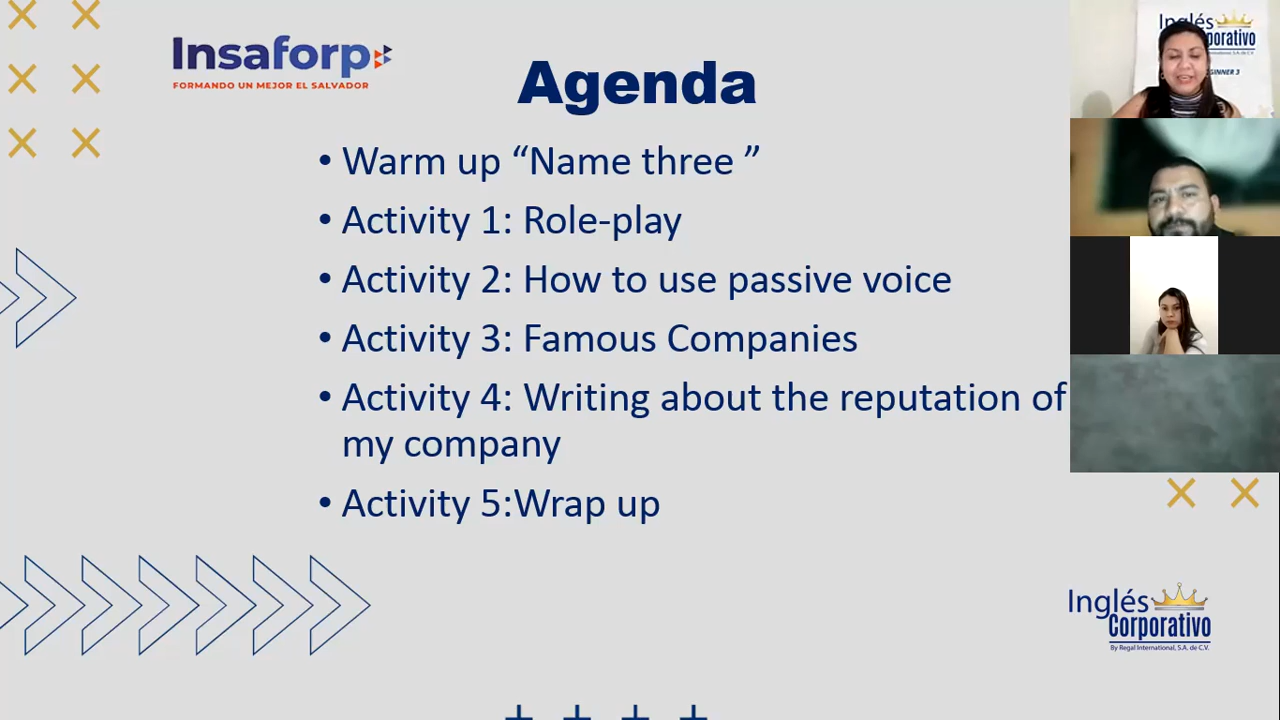 Insaforp
FORMANDO UN MEJOR EL SALVADOR
Agenda
• Warm up “Name three ”
• Activity 1: Role-play
• Activity 2: How to use passive voice
• Activity 3: Famous Companies
• Activity 4: Writing about the reputation of
my company
• Activity 5:Wrap up
Inglés
Corporativo
By Regal International, S.A. de C.V.
Inglés